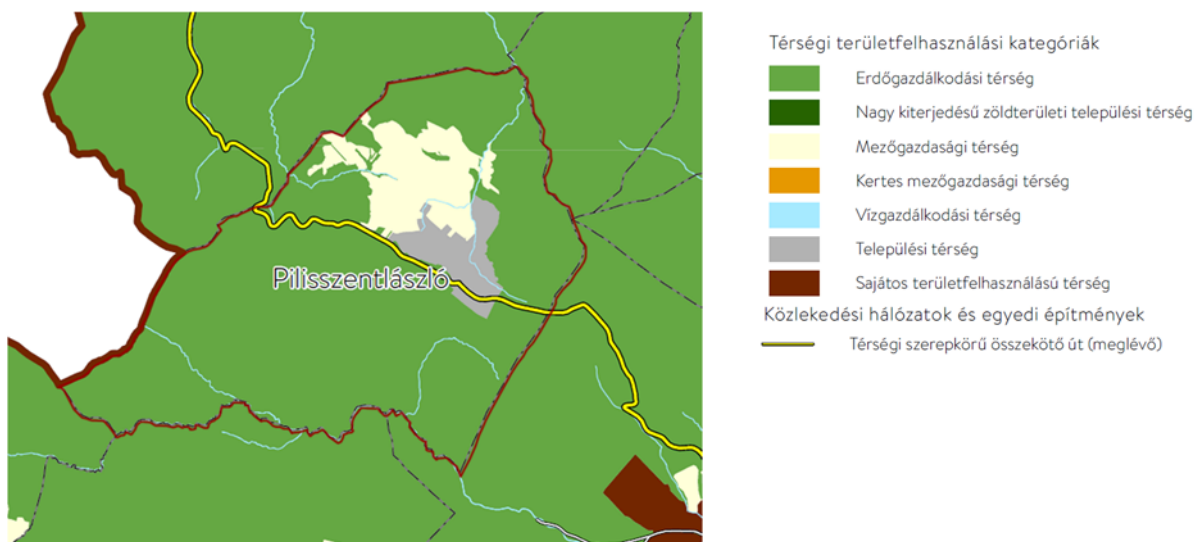 Pilisszentlászló
Térségi területfelhasználási kategóriák
Erdőgazdálkodási térség
Nagy kiterjedésű zöldterületi települési térség
Mezőgazdasági térség
Kertes mezőgazdasági térség
Vízgazdálkodási térség
Települési térség
Sajátos területfelhasználású térség
Közlekedési hálózatok és egyedi építmények
Térségi szerepkörű összekötő út (meglévő)